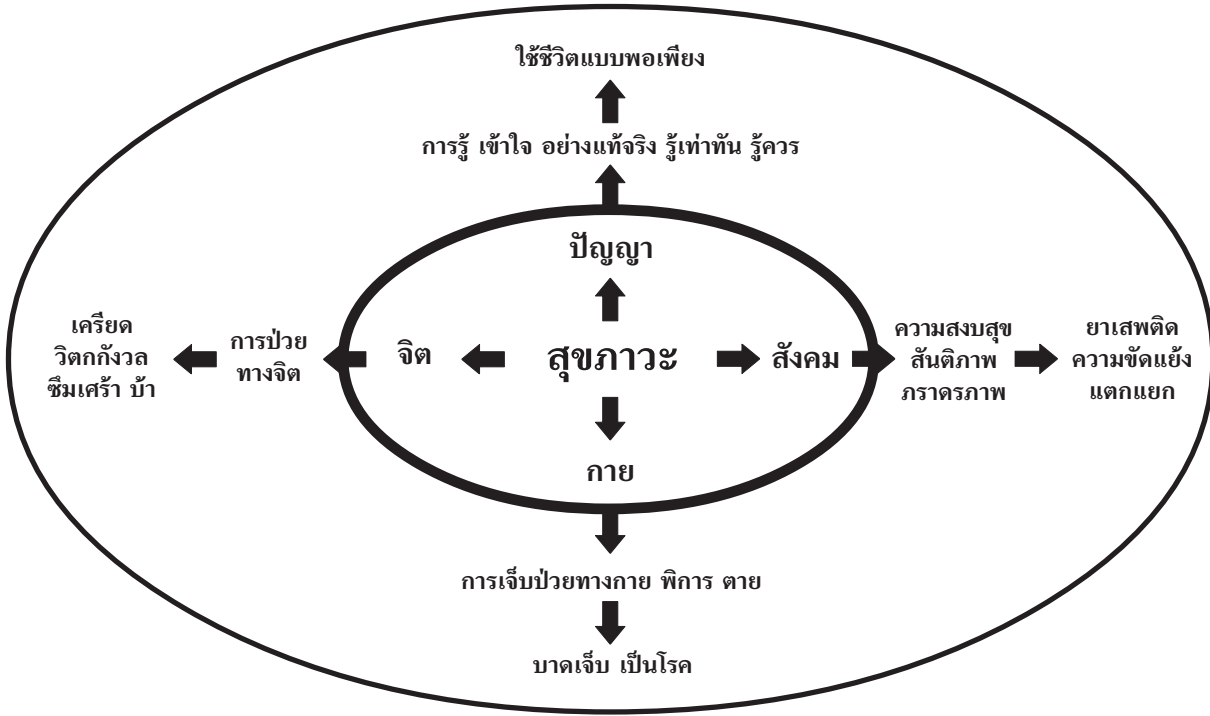 ใช้ชีวิตแบบพอเพียง
การรู้ เข้าใจ อย่างแท้จริง รู้เท่าทัน รู้ควร
ปัญญา
เครียด
วิตกกังวล
ซึมเศร้า บ้า
การป่วย
ทางจิต
จิต
สุขภาวะ
สังคม
ความสงบสุข
สันติภาพ
ภราดรภาพ
ยาเสพติด
ความขัดแย้ง
แตกแยก
กาย
การเจ็บป่วยทางกาย พิการ ตาย
บาดเจ็บ เป็นโรค